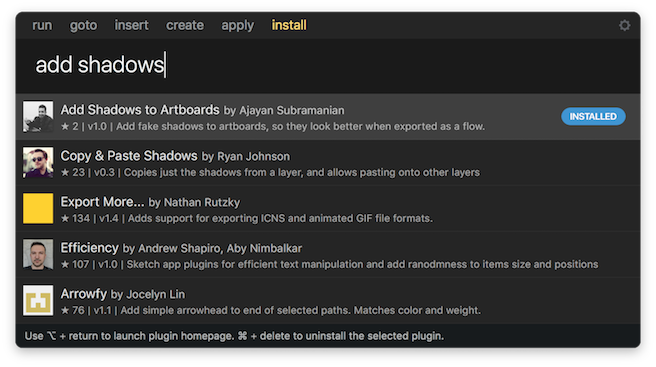 run goto insert create apply install
add shadows
Add Shadows to Artboards by Ajayan Subramanian
★ 2 | v1.0 | Add fake shadows to artboards, so they look better when exported as a flow.
INSTALLED
Copy & Paste Shadows by Ryan Johnson
★ 23 | v0.3 | Copies just the shadows from a layer, and allows pasting onto other layers
Export More... by Nathan Rutzky
★ 134 | v1.4 | Adds support for exporting ICNS and animated GIF file formats.
Efficiency by Andrew Shapiro, Aby Nimbalkar
★ 107 | v1.0 | Sketch app plugins for efficient text manipulation and add ranodmness to items size and positions
Arrowfy by Jocelyn Lin
★ 76 | v1.1 | Add simple arrowhead to end of selected paths. Matches color and weight.
Use ⌥ + return to launch plugin homepage. ⌘ + delete to uninstall the selected plugin.